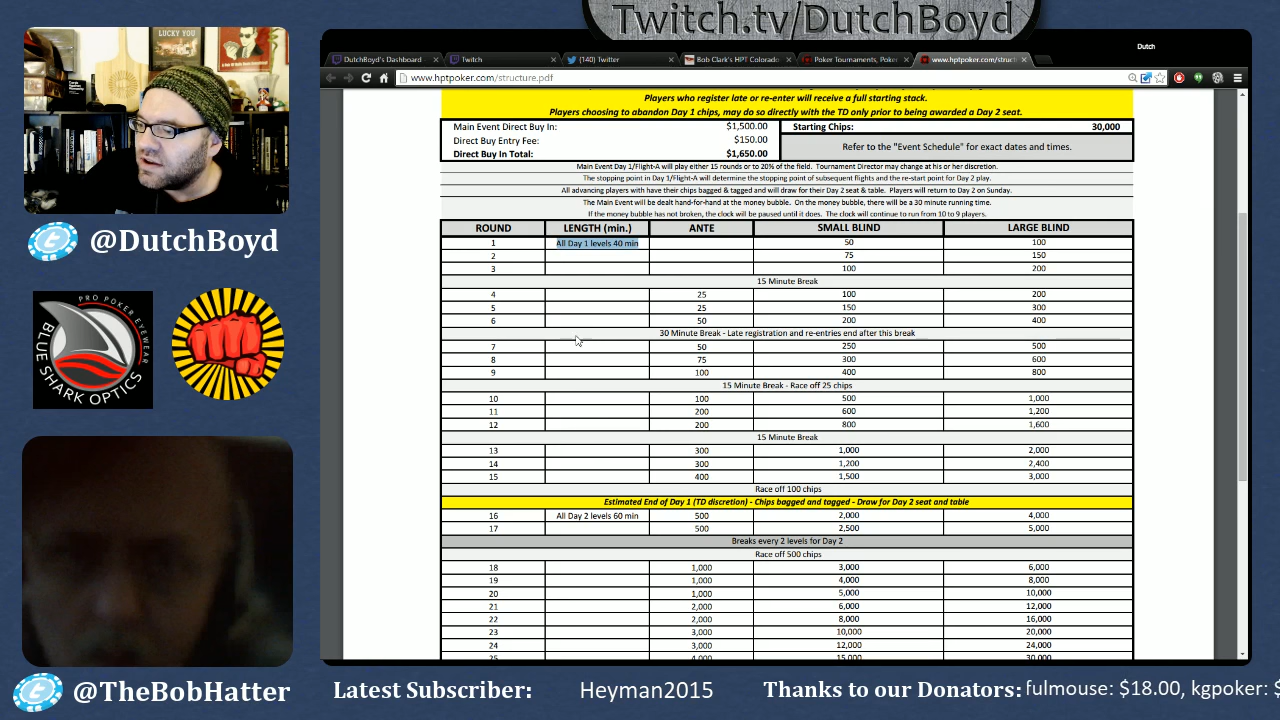 Twitch.tv/DutchBoyd
Dutch
DutchBoyd's Dashboard
Twitch
(140) Twitter
Bob Clark's HPT Colorado
Poker Tournaments, Poker
www.hptpoker.com/struct
www.hptpoker.com/structure.pdf
LUCKY YOU
Players who register late or re-enter will receive a full starting stack.
Players choosing to abandon Day 1 chips, may do so directly with the TD only prior to being awarded a Day 2 seat.
Main Event Direct Buy In: $1,500.00
Direct Buy Entry Fee: $150.00
Direct Buy In Total: $1,650.00
Starting Chips: 30,000
Refer to the "Event Schedule" for exact dates and times.
Main Event Day 1/Flight-A will play either 15 rounds or to 20% of the field. Tournament Director may change at his or her discretion.
The stopping point in Day 1/Flight-A will determine the stopping point of subsequent flights and the re-start point for Day 2 play.
All advancing players with have their chips bagged & tagged and will draw for their Day 2 seat & table. Players will return to Day 2 on Sunday.
The Main Event will be dealt hand-for-hand at the money bubble. On the money bubble, there will be a 30 minute running time.
If the money bubble has not broken, the clock will be paused until it does. The clock will continue to run from 10 to 9 players.
ROUND LENGTH (min.) ANTE SMALL BLIND LARGE BLIND
1 All Day 1 levels 40 min 50 100
2 75 150
3 100 200
15 Minute Break
4 25 100 200
5 25 150 300
6 50 200 400
30 Minute Break - Late registration and re-entries end after this break
7 50 250 500
8 75 300 600
9 100 400 800
15 Minute Break - Race off 25 chips
10 100 500 1,000
11 200 600 1,200
12 200 800 1,600
15 Minute Break
13 300 1,000 2,000
14 300 1,200 2,400
15 400 1,500 3,000
Race off 100 chips
Estimated End of Day 1 (TD discretion) - Chips bagged and tagged - Draw for Day 2 seat and table
16 All Day 2 levels 60 min 500 2,000 4,000
17 500 2,500 5,000
Breaks every 2 levels for Day 2
Race off 500 chips
18 1,000 3,000 6,000
19 1,000 4,000 8,000
20 1,000 5,000 10,000
21 2,000 6,000 12,000
22 2,000 8,000 16,000
23 3,000 10,000 20,000
24 3,000 12,000 24,000
25 4,000 15,000 30,000
@DutchBoyd
PRO POKER EYEWEAR
BLUE SHARK OPTICS
@TheBobHatter
Latest Subscriber: Heyman2015
Thanks to our Donators: fulmouse: $18.00, kgpoker: $